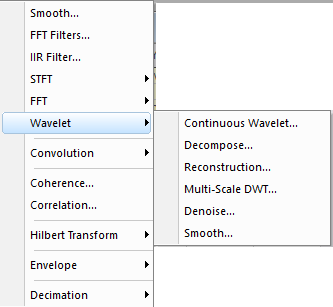 Smooth...
FFT Filters...
IIR Filter...
STFT
FFT
Wavelet
Convolution
Coherence...
Correlation...
Hilbert Transform
Envelope
Decimation
Continuous Wavelet...
Decompose...
Reconstruction...
Multi-Scale DWT...
Denoise...
Smooth...